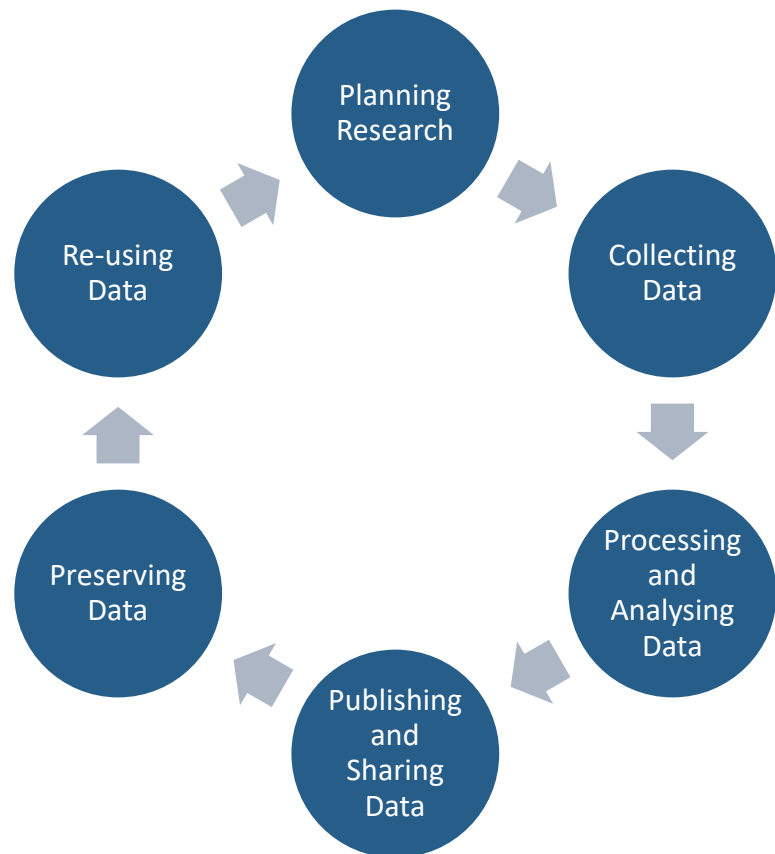 Planning
Research
Collecting
Data
Processing
and
Analysing
Data
Publishing
and
Sharing
Data
Preserving
Data
Re-using
Data